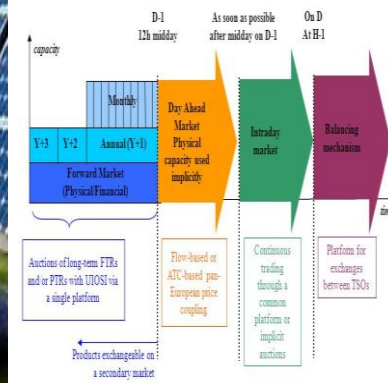 D-1
12h midday
As soon as possible
after midday on D-1
On D
At H-1
capacity
Monthly
Y+3
Y+2
Annual (Y+1)
Forward Market
(Physical/Financial)
Day Ahead
Market
Physical
capacity used
implicity
Intraday
market
Balancing
mechanism
Auctions of long-term FTRs
and or PTRs with UIOSI via
a single platform
Flow-based or
ATC-based pan-
European price
coupling
Continuous
trading
through a
common
platform or
implicit
auctions
Platform for
exchanges
between TSOs
Products exchangeable on
a secondary market